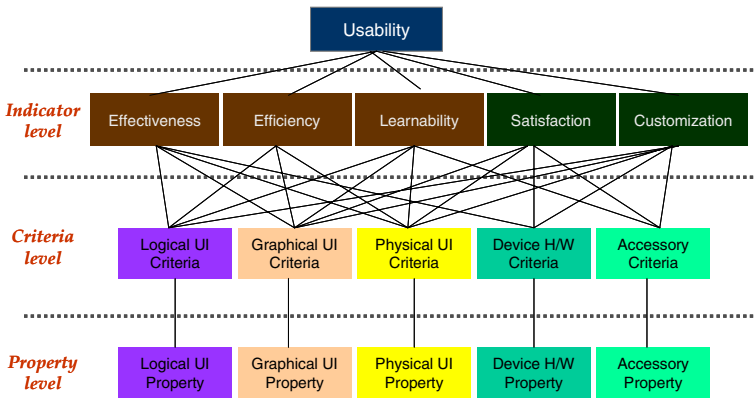 Usability
Indicator
level
Effectiveness
Efficiency
Learnability
Satisfaction
Customization
Criteria
level
Logical UI
Criteria
Graphical UI
Criteria
Physical UI
Criteria
Device H/W
Criteria
Accessory
Criteria
Property
level
Logical UI
Property
Graphical UI
Property
Physical UI
Property
Device H/W
Property
Accessory
Property